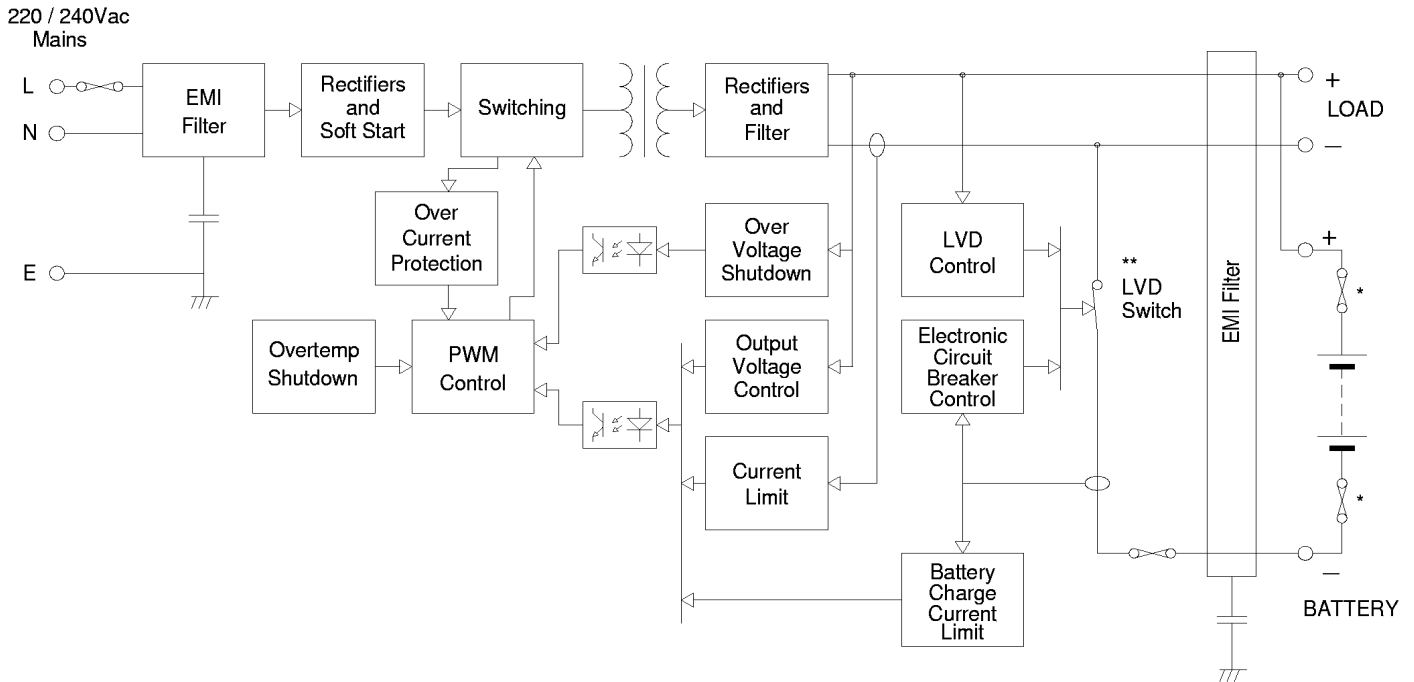 220 / 240Vac
Mains
L
N
E
EMI
Filter
Rectifiers
and
Soft Start
Switching
Rectifiers
and
Filter
+
LOAD
—
Over
Current
Protection
Over
Voltage
Shutdown
LVD
Control
**
LVD
Switch
EMI Filter
+
*
Overtemp
Shutdown
PWM
Control
Output
Voltage
Control
Electronic
Circuit
Breaker
Control
Current
Limit
*
Battery
Charge
Current
Limit
—
BATTERY